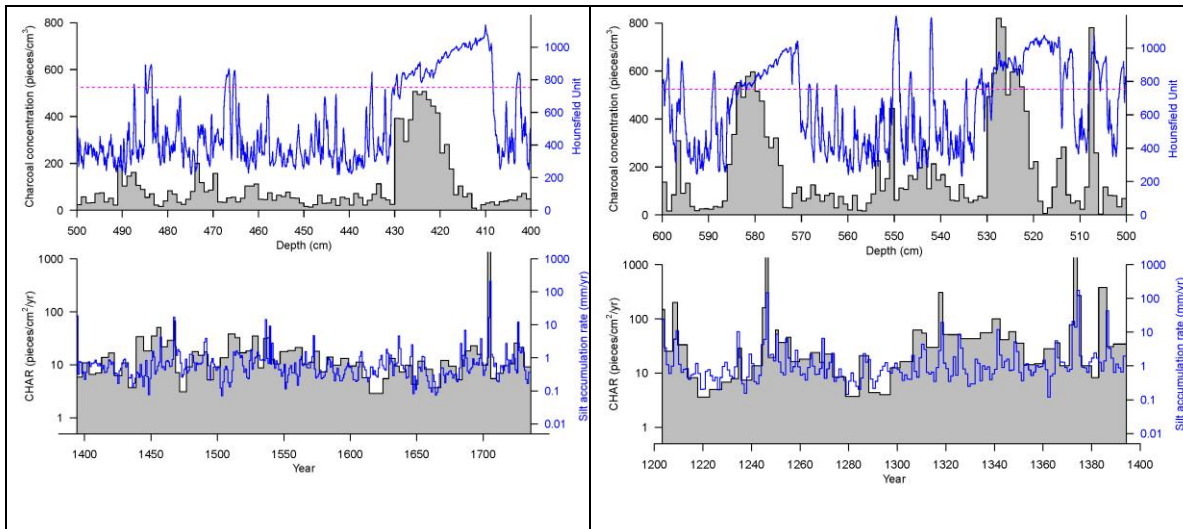 Charcoal concentration (pieces/cm³)
800
600
400
200
0
1000
800
600
400
200
0
Hounsfield Unit
500 490 480 470 460 450 440 430 420 410 400
Depth (cm)
CHAR (pieces/cm²/yr)
1000
100
10
1
1000
100
10
1
0.1
0.01
Silt accumulation rate (mm/yr)
1400 1450 1500 1550 1600 1650 1700
Year
Charcoal concentration (pieces/cm³)
800
600
400
200
0
1000
800
600
400
200
0
Hounsfield Unit
600 590 580 570 560 550 540 530 520 510 500
Depth (cm)
CHAR (pieces/cm²/yr)
1000
100
10
1
1000
100
10
1
0.1
0.01
Silt accumulation rate (mm/yr)
1200 1220 1240 1260 1280 1300 1320 1340 1360 1380 1400
Year